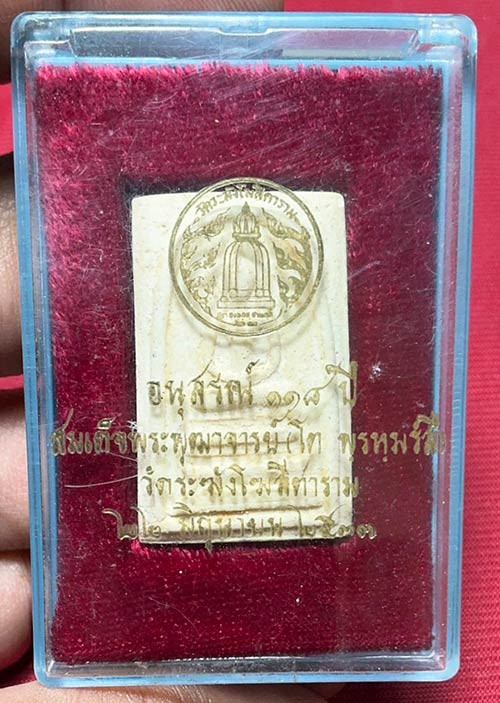 วัดระฆังโฆสิตาราม
อนุสรณ์ ๑๑๘ ปี
สมเด็จพระพุฒาจารย์ (โต พรหมรังสี)
วัดระฆังโฆสิตาราม
๒๒ มิถุนายน ๒๕๓๓